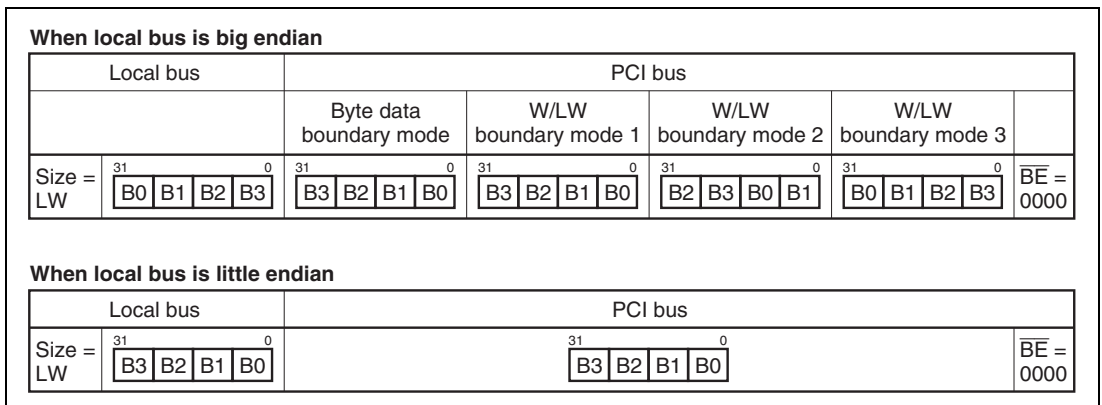 When local bus is big endian
Local bus PCI bus
Byte data boundary mode W/LW boundary mode 1 W/LW boundary mode 2 W/LW boundary mode 3
31 0 31 0 31 0 31 0 31 0
Size = LW B0 B1 B2 B3 B3 B2 B1 B0 B3 B2 B1 B0 B2 B3 B0 B1 B0 B1 B2 B3 B̅E̅ = 0000
When local bus is little endian
Local bus PCI bus
31 0 31 0
Size = LW B3 B2 B1 B0 B3 B2 B1 B0 B̅E̅ = 0000